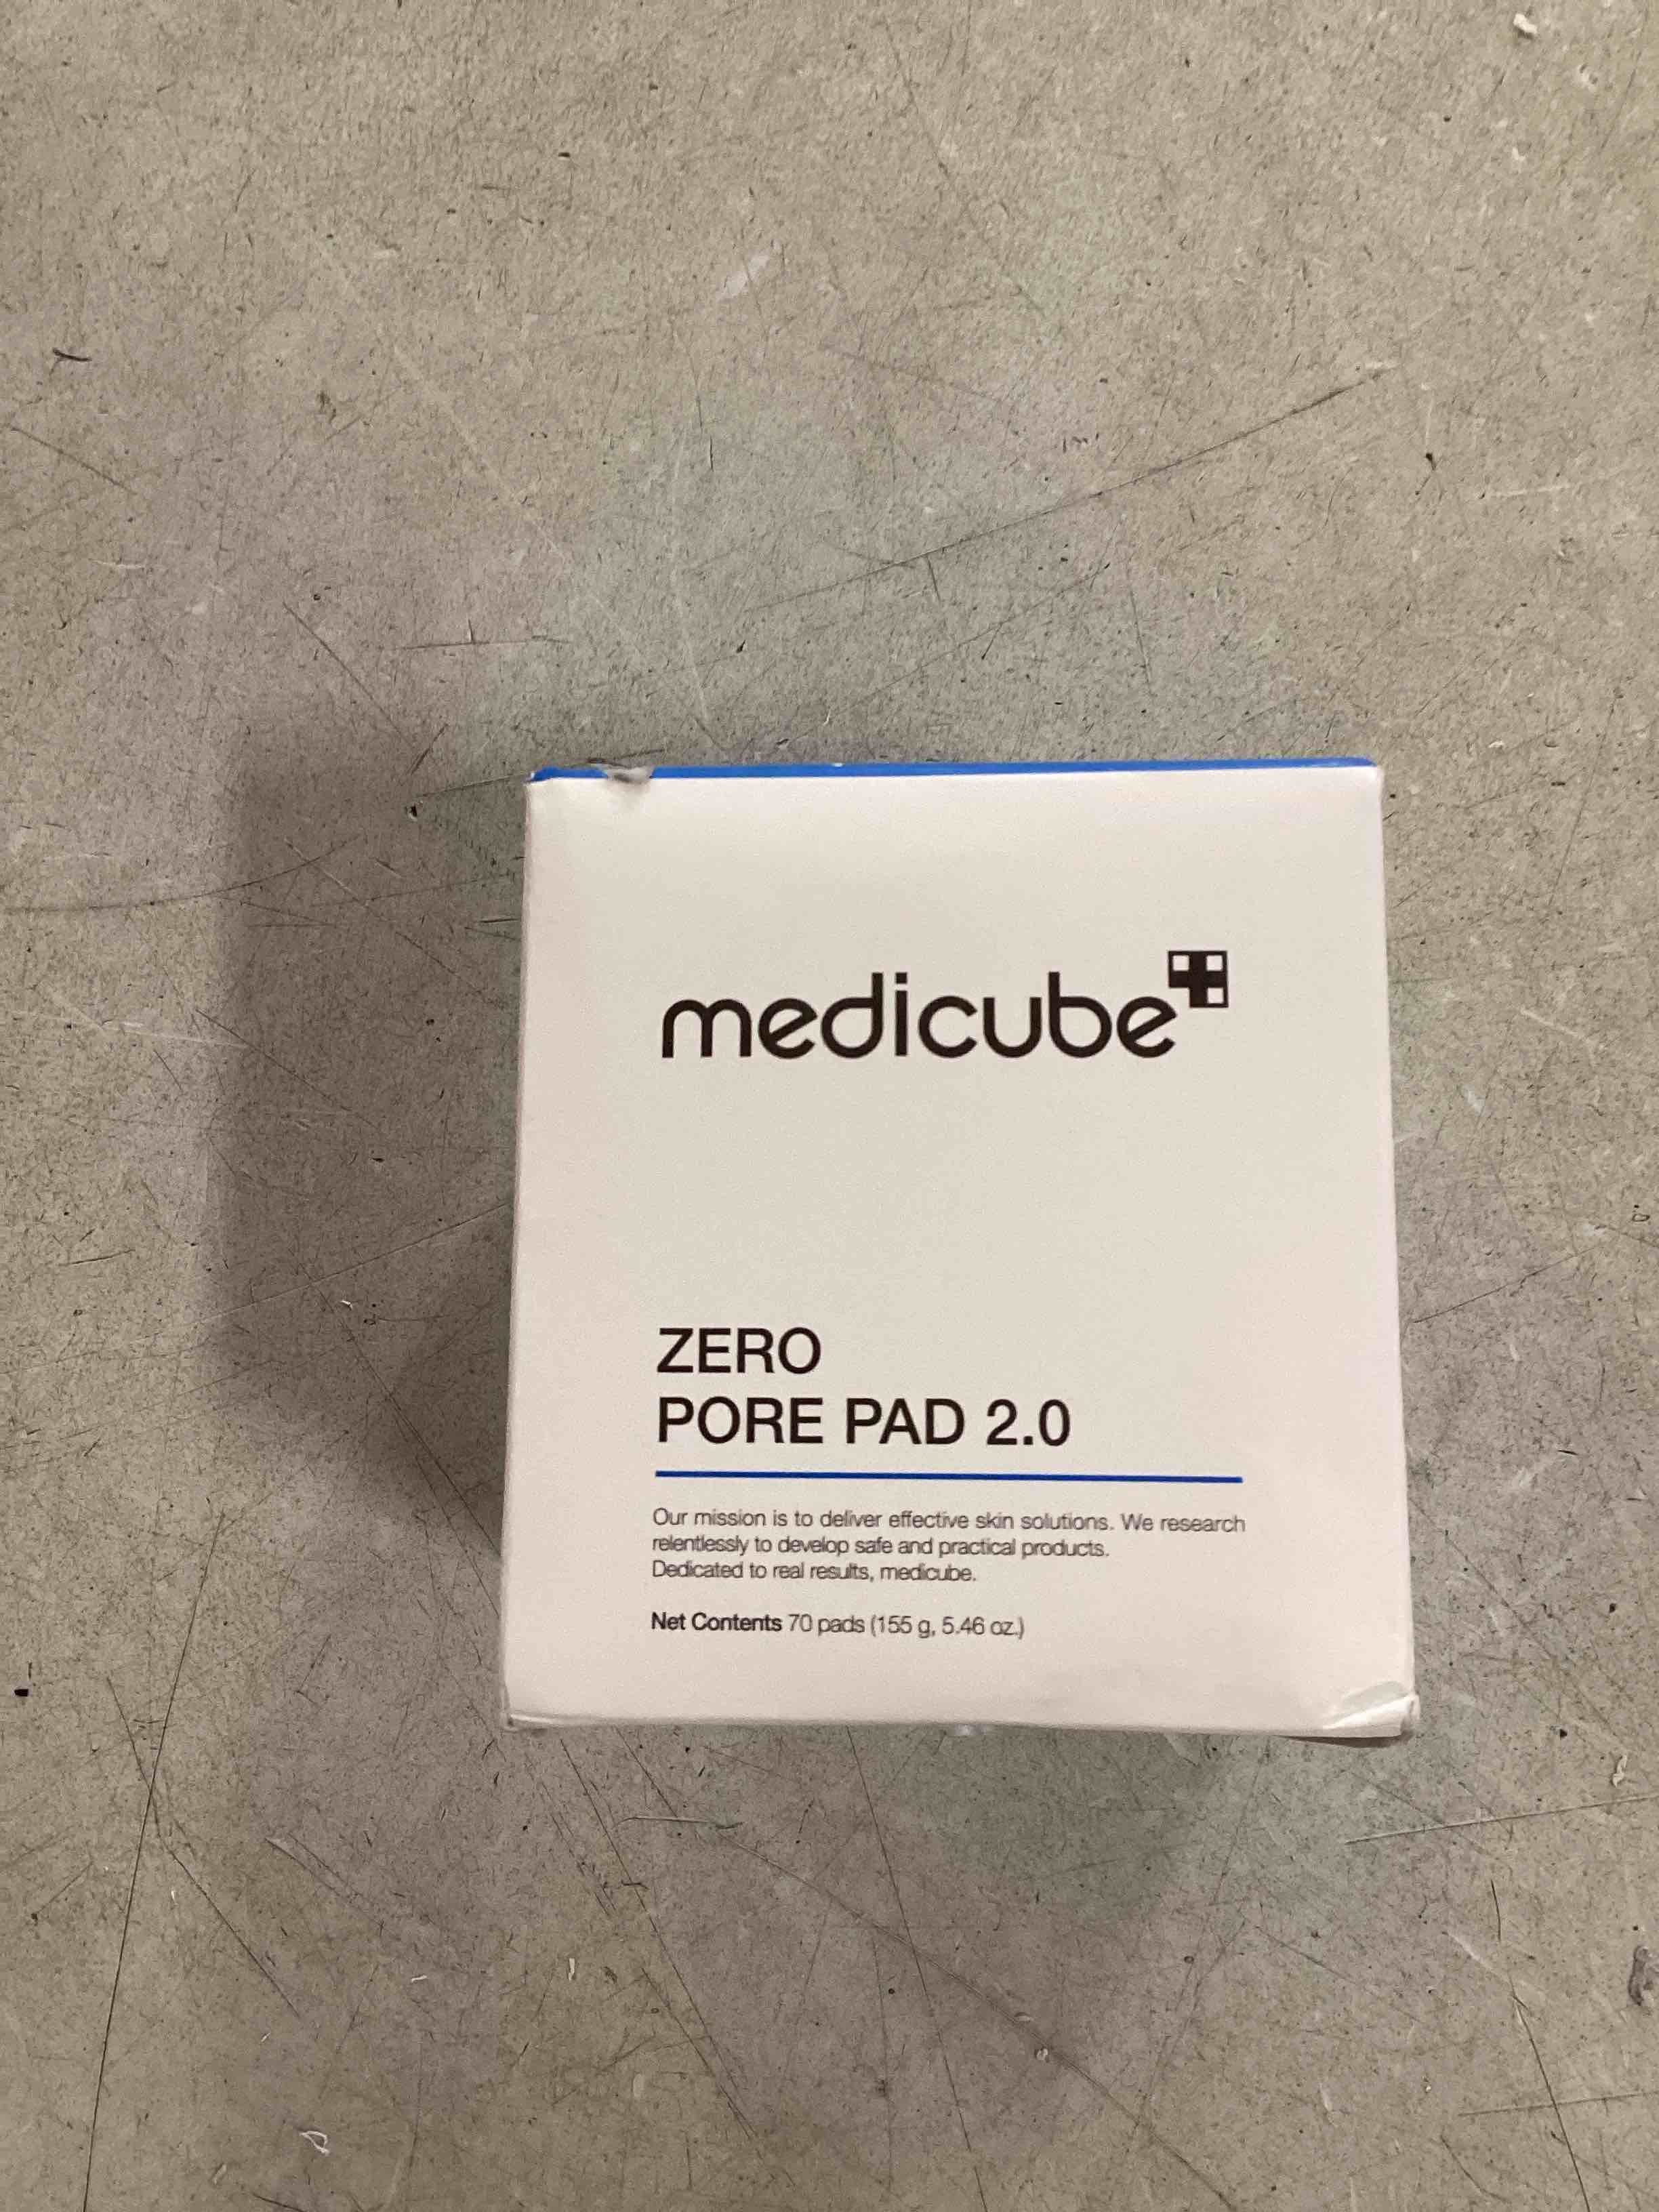 medicube
ZERO
PORE PAD 2.0
Our mission is to deliver effective skin solutions. We research
relentlessly to develop safe and practical products.
Dedicated to real results, medicube.
Net Contents 70 pads (155 g, 5.46 oz.)